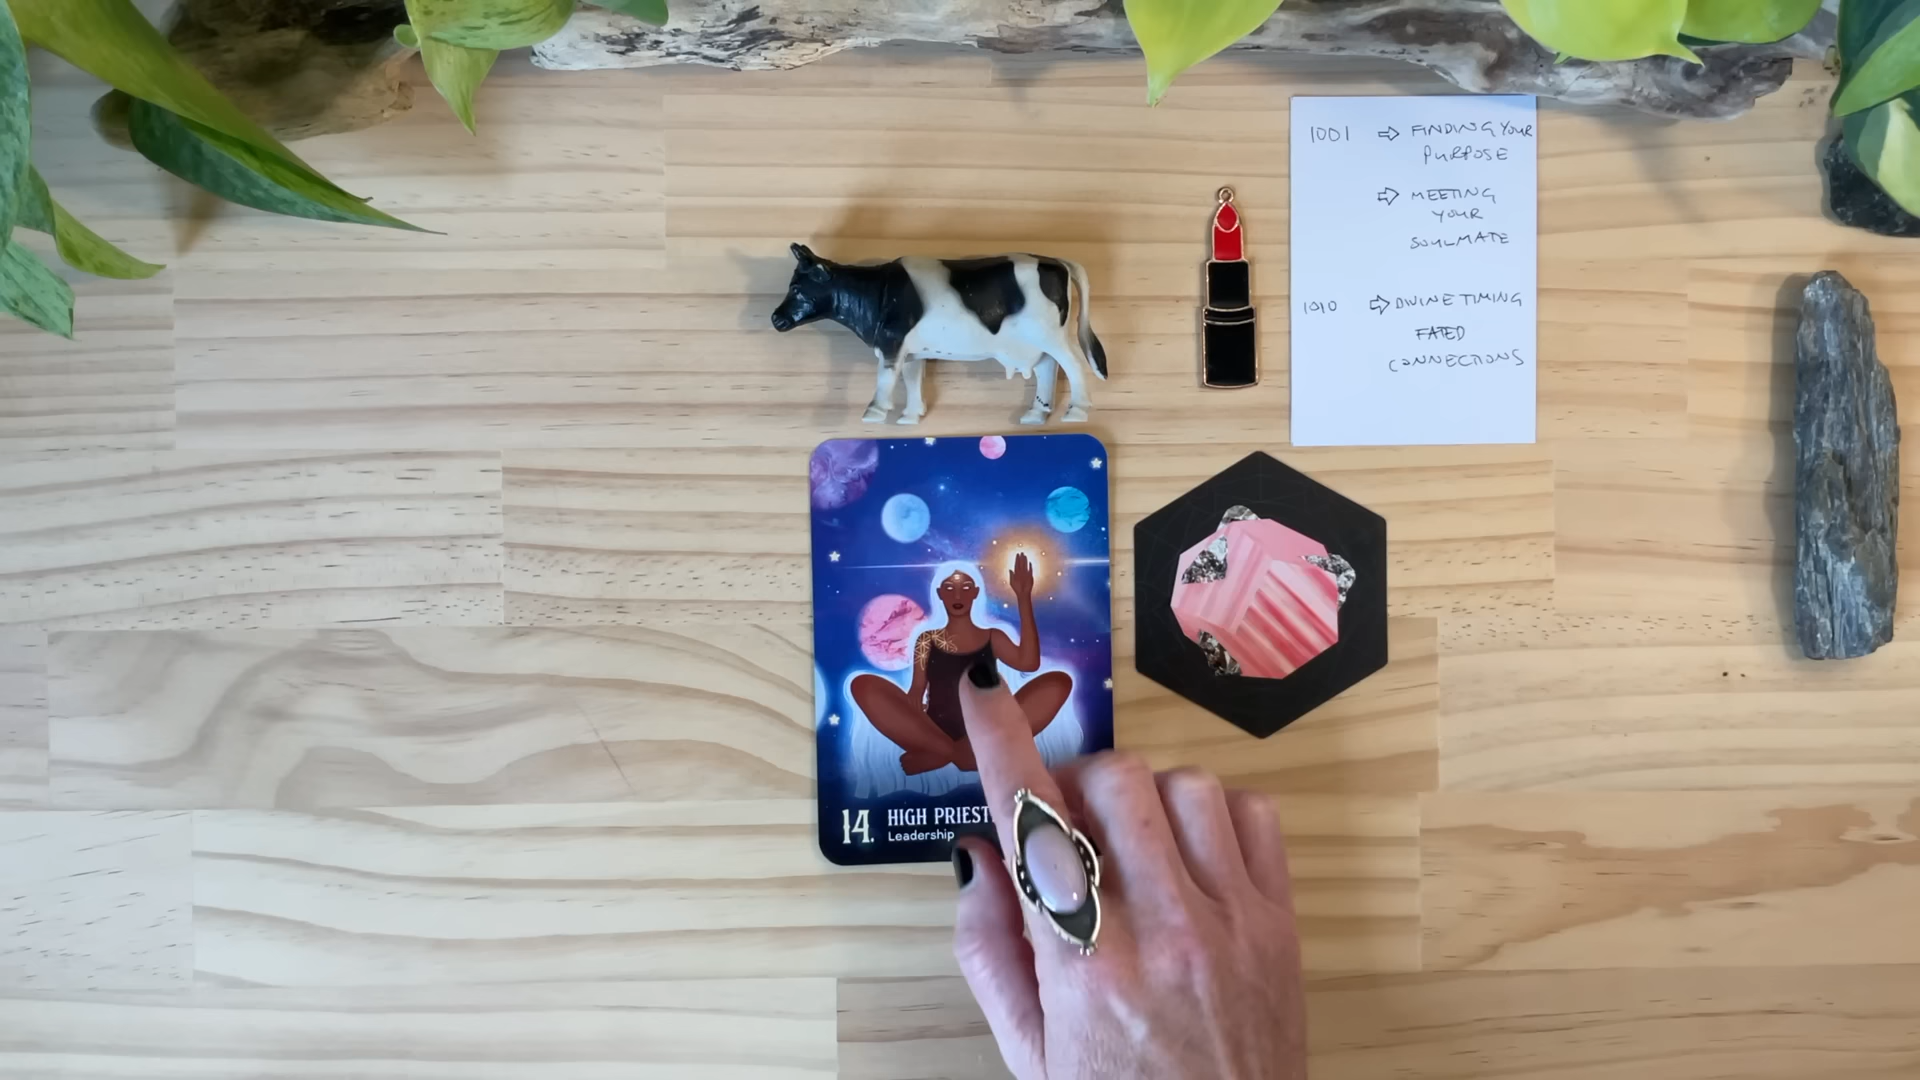 1001 ⇨ FINDING YOUR
PURPOSE
⇨ MEETING
YOUR
SOULMATE
1010 ⇨ DIVINE TIMING
FATED
CONNECTIONS
14. HIGH PRIEST
Leadership